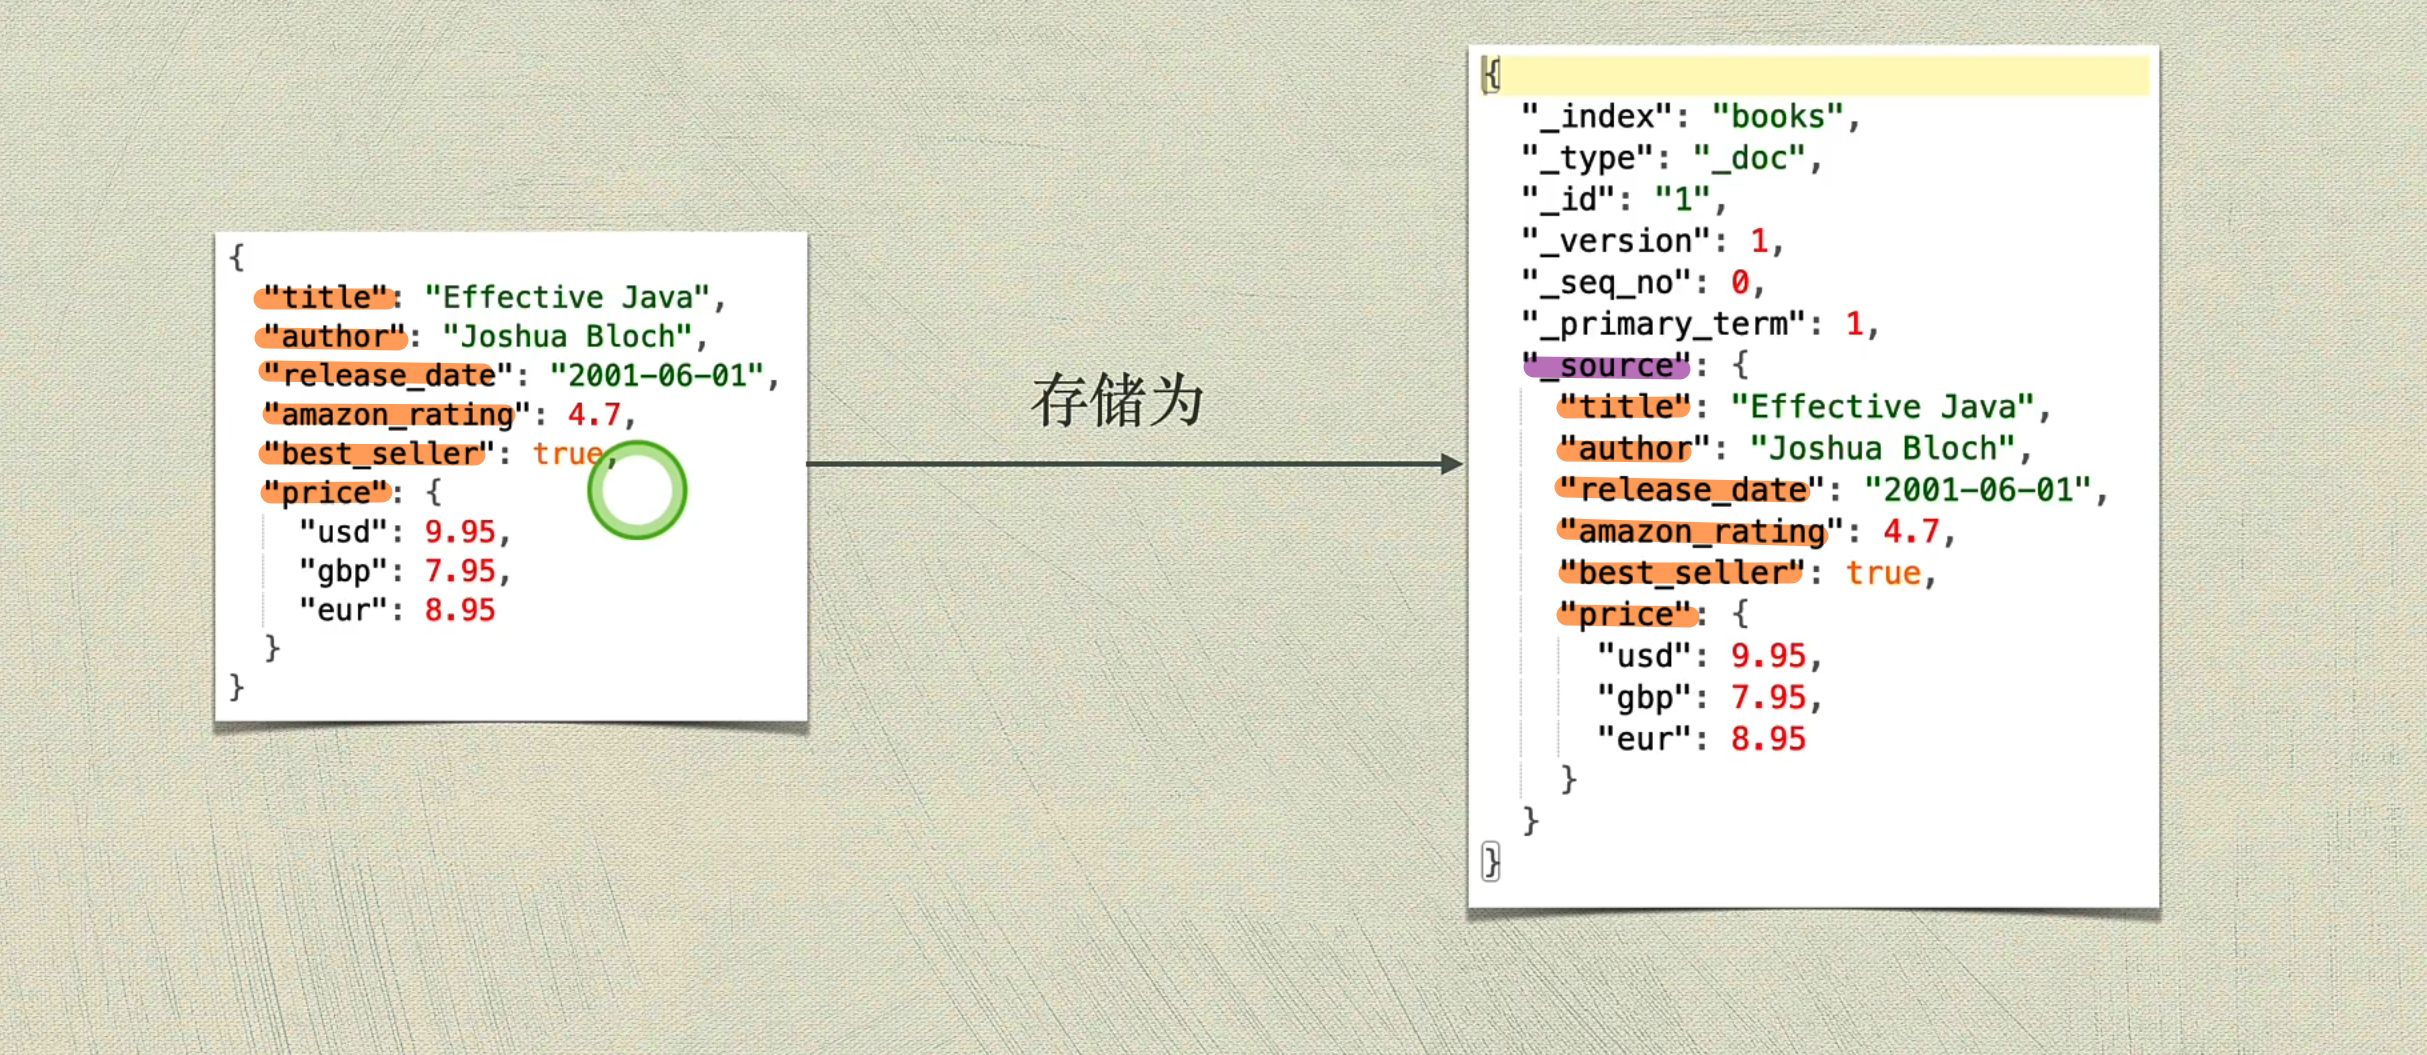 {
"title": "Effective Java",
"author": "Joshua Bloch",
"release_date": "2001-06-01",
"amazon_rating": 4.7,
"best_seller": true,
"price": {
"usd": 9.95,
"gbp": 7.95,
"eur": 8.95
}
}
存储为
{
"_index": "books",
"_type": "_doc",
"_id": "1",
"_version": 1,
"_seq_no": 0,
"_primary_term": 1,
"_source": {
"title": "Effective Java",
"author": "Joshua Bloch",
"release_date": "2001-06-01",
"amazon_rating": 4.7,
"best_seller": true,
"price": {
"usd": 9.95,
"gbp": 7.95,
"eur": 8.95
}
}
}